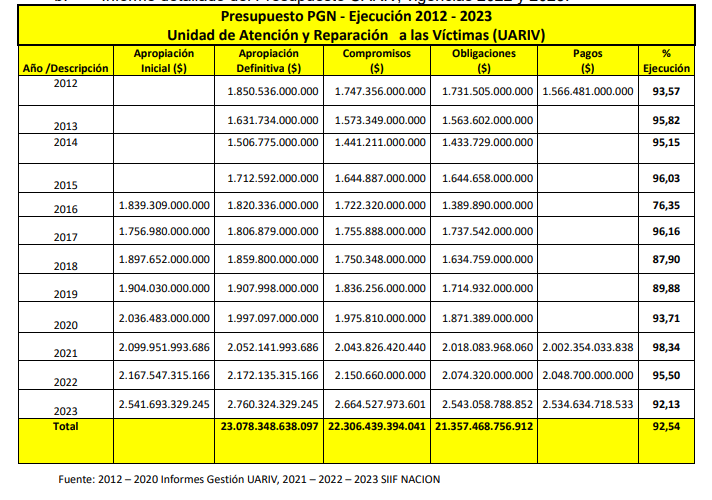 Presupuesto PGN - Ejecución 2012 - 2023
Unidad de Atención y Reparación a las Víctimas (UARIV)
Año /Descripción Apropiación Inicial ($) Apropiación Definitiva ($) Compromisos ($) Obligaciones ($) Pagos ($) % Ejecución
2012 1.850.536.000.000 1.747.356.000.000 1.731.505.000.000 1.566.481.000.000 93,57
2013 1.631.734.000.000 1.573.349.000.000 1.563.602.000.000 95,82
2014 1.506.775.000.000 1.441.211.000.000 1.433.729.000.000 95,15
2015 1.712.592.000.000 1.644.887.000.000 1.644.658.000.000 96,03
2016 1.839.309.000.000 1.820.336.000.000 1.722.320.000.000 1.389.890.000.000 76,35
2017 1.756.980.000.000 1.806.879.000.000 1.755.888.000.000 1.737.542.000.000 96,16
2018 1.897.652.000.000 1.859.800.000.000 1.750.348.000.000 1.634.759.000.000 87,90
2019 1.904.030.000.000 1.907.998.000.000 1.836.256.000.000 1.714.932.000.000 89,88
2020 2.036.483.000.000 1.997.097.000.000 1.975.810.000.000 1.871.389.000.000 93,71
2021 2.099.951.993.686 2.052.141.993.686 2.043.826.420.440 2.018.083.968.060 2.002.354.033.838 98,34
2022 2.167.547.315.166 2.172.135.315.166 2.150.660.000.000 2.074.320.000.000 2.048.700.000.000 95,50
2023 2.541.693.329.245 2.760.324.329.245 2.664.527.973.601 2.543.058.788.852 2.534.634.718.533 92,13
Total 23.078.348.638.097 22.306.439.394.041 21.357.468.756.912 92,54
Fuente: 2012 – 2020 Informes Gestión UARIV, 2021 – 2022 – 2023 SIIF NACION